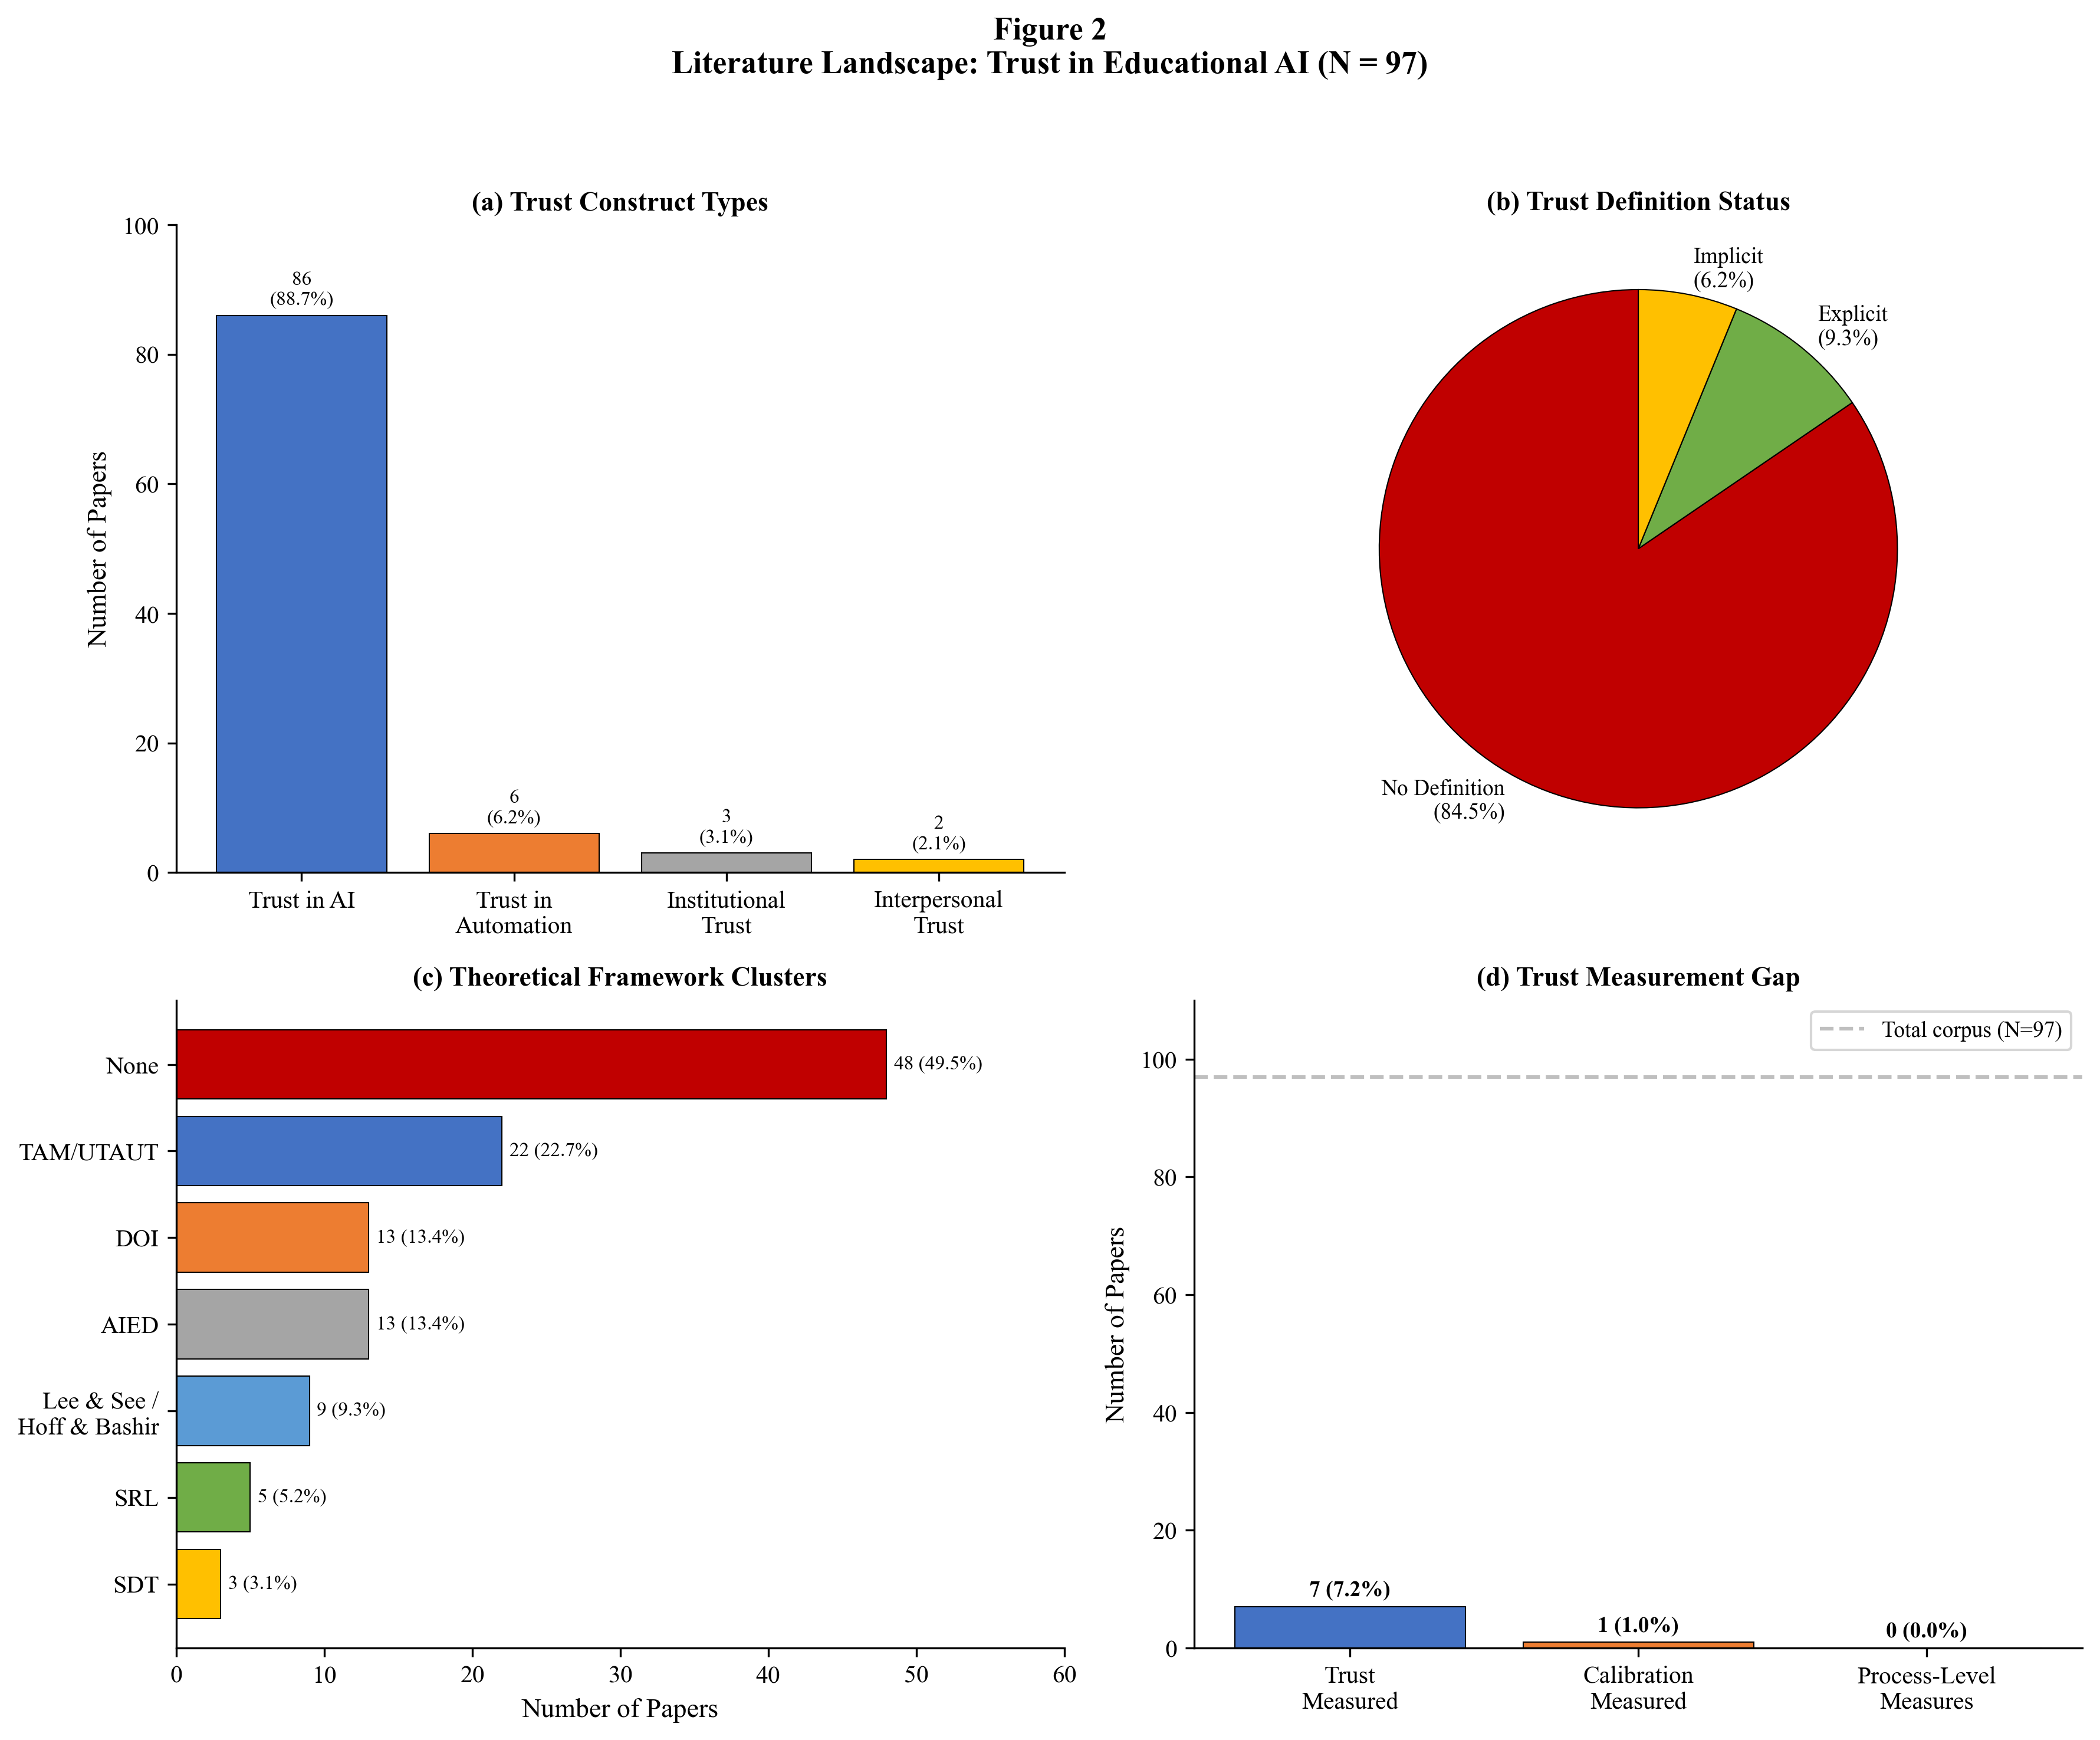 Figure 2
Literature Landscape: Trust in Educational AI (N = 97)
(a) Trust Construct Types
Number of Papers
100
80
60
40
20
0
86
(88.7%)
6
(6.2%)
3
(3.1%)
2
(2.1%)
Trust in AI
Trust in
Automation
Institutional
Trust
Interpersonal
Trust
(b) Trust Definition Status
Implicit
(6.2%)
Explicit
(9.3%)
No Definition
(84.5%)
(c) Theoretical Framework Clusters
None
48 (49.5%)
TAM/UTAUT
22 (22.7%)
DOI
13 (13.4%)
AIED
13 (13.4%)
Lee & See /
Hoff & Bashir
9 (9.3%)
SRL
5 (5.2%)
SDT
3 (3.1%)
0
10
20
30
40
50
60
Number of Papers
(d) Trust Measurement Gap
Total corpus (N=97)
Number of Papers
100
80
60
40
20
0
7 (7.2%)
1 (1.0%)
0 (0.0%)
Trust
Measured
Calibration
Measured
Process-Level
Measures